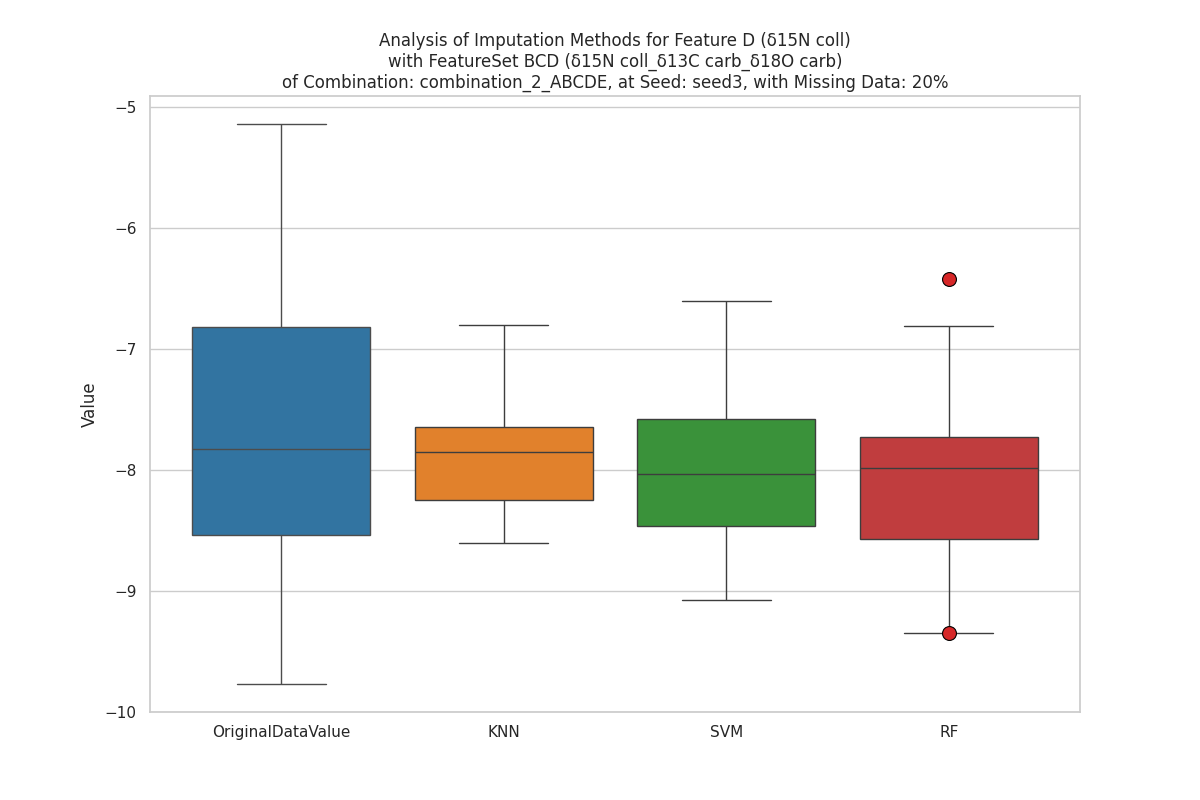 Analysis of Imputation Methods for Feature D (δ15N coll)
with FeatureSet BCD (δ15N coll_δ13C carb_δ18O carb)
of Combination: combination_2_ABCDE, at Seed: seed3, with Missing Data: 20%
−5
−6
−7
−8
−9
−10
Value
OriginalDataValue
KNN
SVM
RF